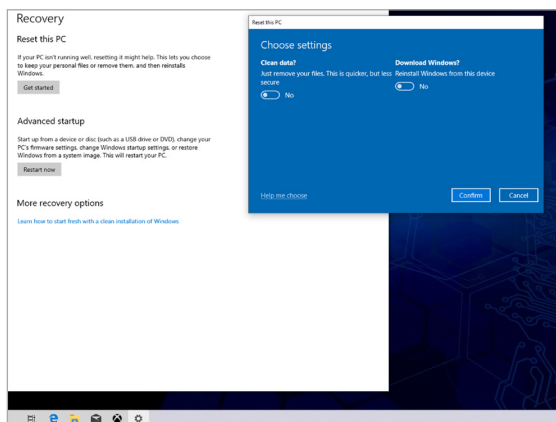 Recovery
Reset this PC
If your PC isn't running well, resetting it might help. This lets you choose
to keep your personal files or remove them, and then reinstalls
Windows.
Get started
Advanced startup
Start up from a device or disc (such as a USB drive or DVD), change your
PC's firmware settings, change Windows startup settings, or restore
Windows from a system image. This will restart your PC.
Restart now
More recovery options
Learn how to start fresh with a clean installation of Windows
Reset this PC
Choose settings
Clean data?
Just remove your files. This is quicker, but less
secure
No
Download Windows?
Reinstall Windows from this device
No
Help me choose
Confirm
Cancel